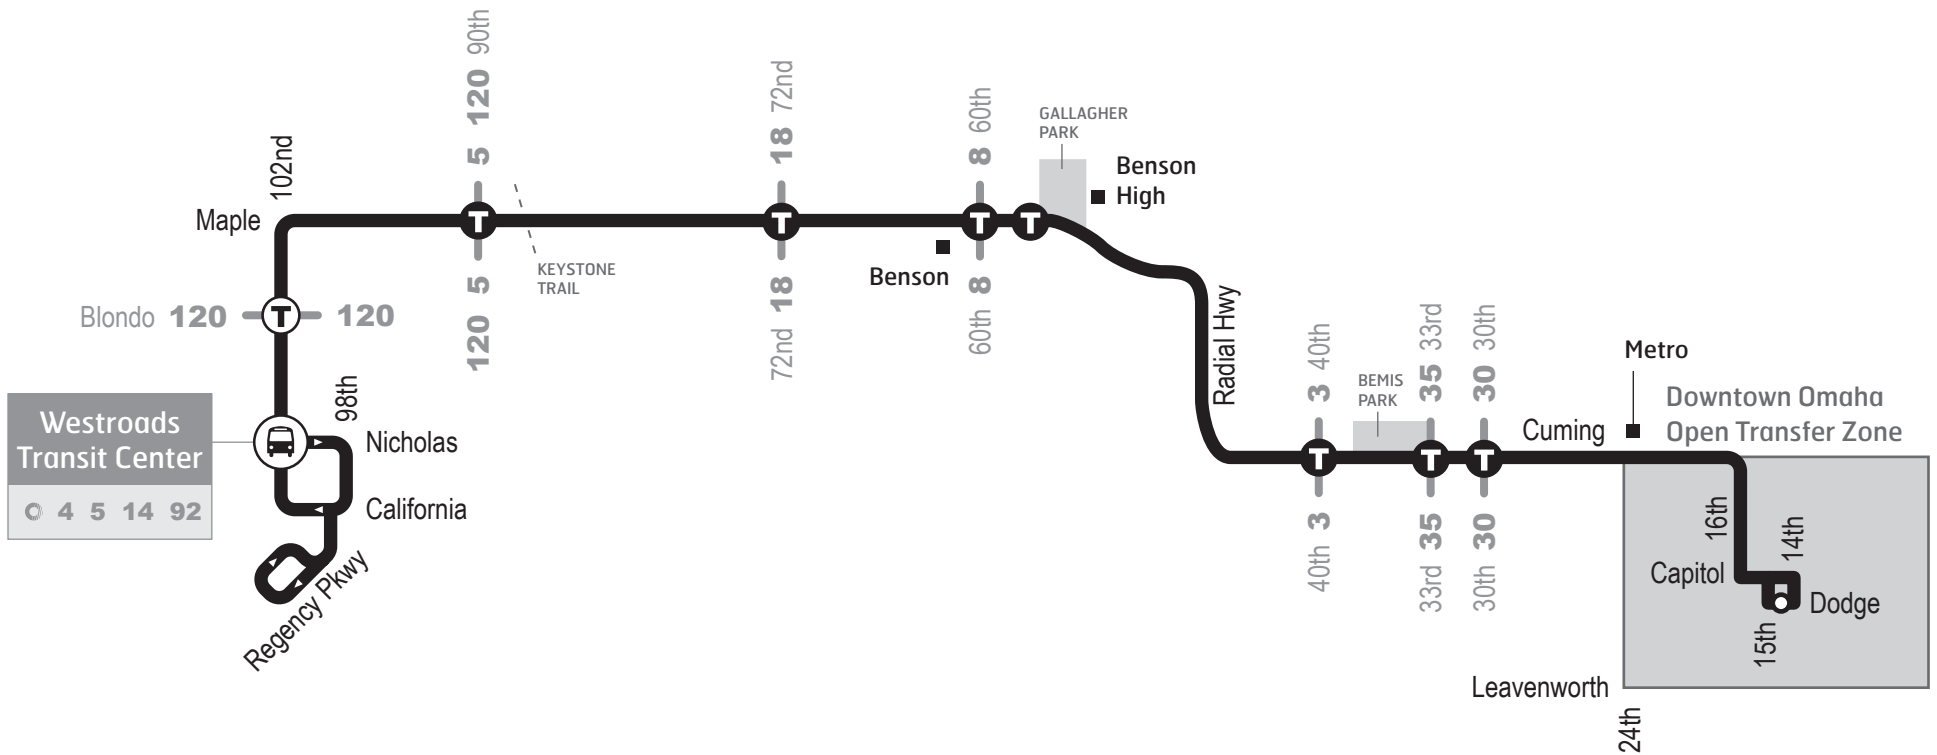 120 90th
5
18 72nd
8 60th
GALLAGHER
PARK
Benson
High
102nd
Maple
KEYSTONE
TRAIL
Benson
120 5
72nd 18
60th 8
Blondo 120
120
Radial Hwy
Westroads
Transit Center
4 5 14 92
98th
Nicholas
California
Regency Pkwy
3 40th
BEMIS
PARK
35 33rd
30 30th
40th 3
33rd 35
30th 30
Cuming
Metro
Downtown Omaha
Open Transfer Zone
16th
14th
Capitol
Dodge
15th
Leavenworth
24th
T
T
T
T
T
T
T
T